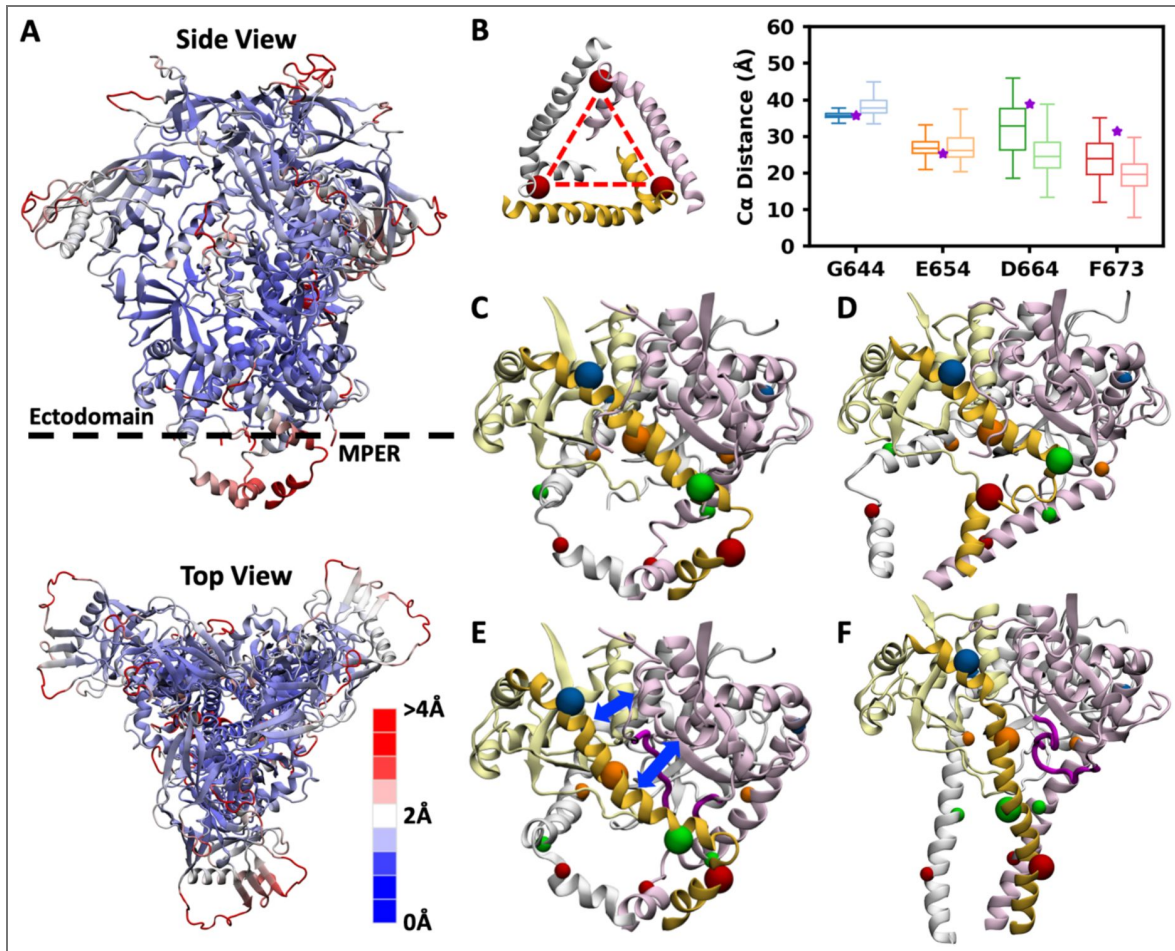 A
Side View
Ectodomain
MPER
Top View
>4Å
2Å
0Å
B
Cα Distance (Å)
60
50
40
30
20
10
0
G644 E654 D664 F673
C
D
E
F